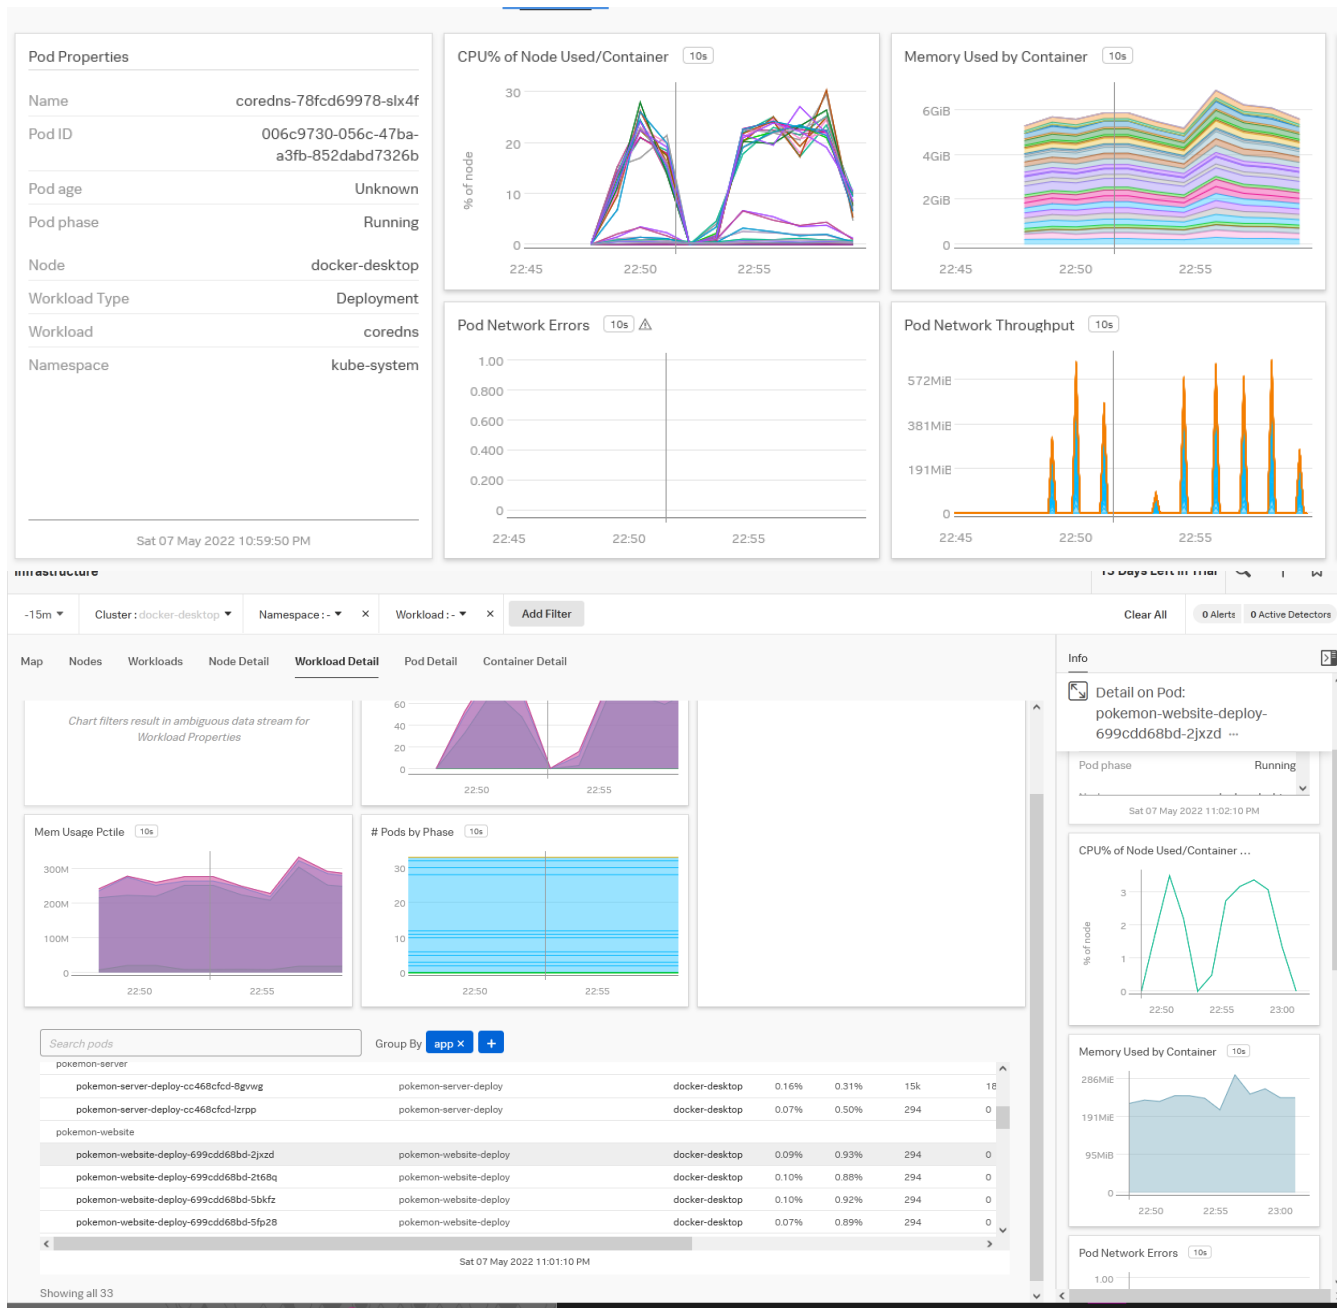 Pod Properties
Name coredns-78fcd69978-slx4f
Pod ID 006c9730-056c-47ba-
a3fb-852dabd7326b
Pod age Unknown
Pod phase Running
Node docker-desktop
Workload Type Deployment
Workload coredns
Namespace kube-system
Sat 07 May 2022 10:59:50 PM
CPU% of Node Used/Container 10s
30
20
10
0
% of node
22:45 22:50 22:55
Memory Used by Container 10s
6GiB
4GiB
2GiB
0
22:45 22:50 22:55
Pod Network Errors 10s
1.00
0.800
0.600
0.400
0.200
0
22:45 22:50 22:55
Pod Network Throughput 10s
572MiB
381MiB
191MiB
0
22:45 22:50 22:55
Infrastructure
13 Days Left in Trial
-15m Cluster : docker-desktop Namespace : - × Workload : - × Add Filter Clear All 0 Alerts 0 Active Detectors
Map Nodes Workloads Node Detail Workload Detail Pod Detail Container Detail
Chart filters result in ambiguous data stream for
Workload Properties
60
40
20
0
22:50 22:55
Mem Usage Pctile 10s
300M
200M
100M
0
22:50 22:55
# Pods by Phase 10s
30
20
10
0
22:50 22:55
Search pods Group By app × +
pokemon-server
pokemon-server-deploy-cc468cfcd-8gvwg pokemon-server-deploy docker-desktop 0.16% 0.31% 15k 18
pokemon-server-deploy-cc468cfcd-lzrpp pokemon-server-deploy docker-desktop 0.07% 0.50% 294 0
pokemon-website
pokemon-website-deploy-699cdd68bd-2jxzd pokemon-website-deploy docker-desktop 0.09% 0.93% 294 0
pokemon-website-deploy-699cdd68bd-2t68q pokemon-website-deploy docker-desktop 0.10% 0.88% 294 0
pokemon-website-deploy-699cdd68bd-5bkfz pokemon-website-deploy docker-desktop 0.10% 0.92% 294 0
pokemon-website-deploy-699cdd68bd-5fp28 pokemon-website-deploy docker-desktop 0.07% 0.89% 294 0
Sat 07 May 2022 11:01:10 PM
Showing all 33
Info
Detail on Pod:
pokemon-website-deploy-
699cdd68bd-2jxzd ...
Pod phase Running
Sat 07 May 2022 11:02:10 PM
CPU% of Node Used/Container ...
3
2
1
0
% of node
22:50 22:55 23:00
Memory Used by Container 10s
286MiE
191MiE
95MiB
0
22:50 22:55 23:00
Pod Network Errors 10s
1.00